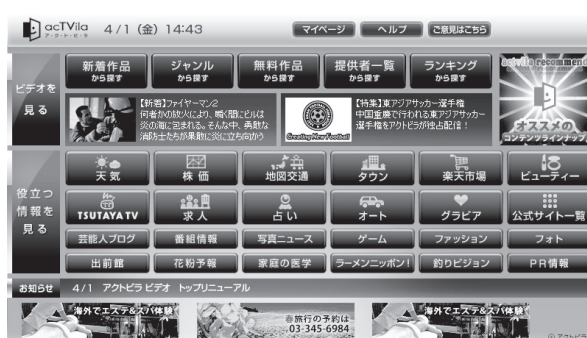 acTVila
ア・ク・ト・ビ・ラ
4/1 (金) 14:43
マイページ
ヘルプ
ご意見はこちら
ビデオを
見る
新着作品
から探す
ジャンル
から探す
無料作品
から探す
提供者一覧
から探す
ランキング
から探す
【新着】ファイヤーマン2
何者かの放火により、瞬く間にビルは
炎の海に包まれる。そんな中、勇敢な
消防士たちが果敢に炎に立ち向かう
Creating New Football
【特集】東アジアサッカー選手権
中国重慶で行われる東アジアサッカー
選手権をアクトビラが独占配信！
actvila recommend
オススメの
コンテンツラインナップ
役立つ
情報を
見る
天気
株価
地図交通
タウン
楽天市場
ビューティー
TSUTAYA TV
求人
占い
オート
グラビア
公式サイト一覧
芸能人ブログ
番組情報
写真ニュース
ゲーム
ファッション
フォト
出前館
花粉予報
家庭の医学
ラーメンニッポン！
釣りビジョン
PR情報
お知らせ
4/1 アクトビラ ビデオ トップリニューアル
海外でエステ&スパ体験
春旅行の予約は
03-345-6984
海外でエステ&スパ体験